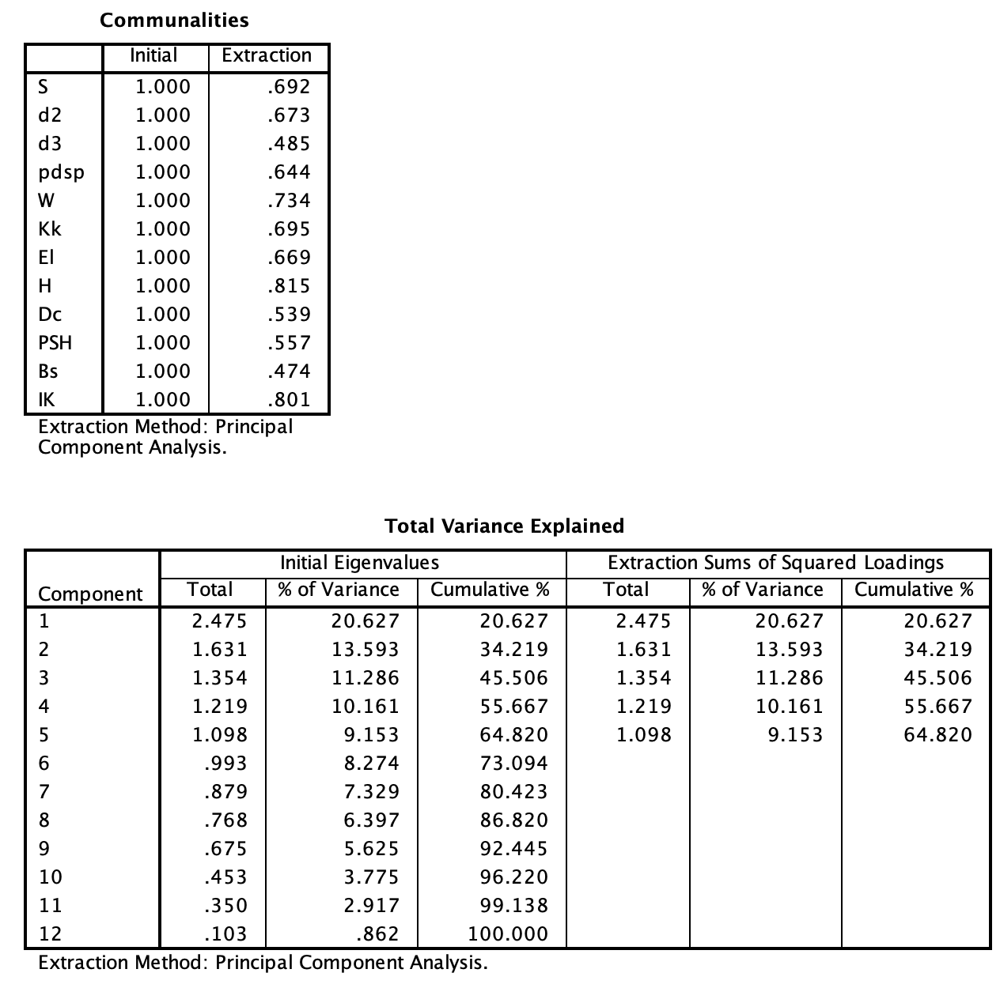 Communalities
Initial Extraction
S 1.000 .692
d2 1.000 .673
d3 1.000 .485
pdsp 1.000 .644
W 1.000 .734
Kk 1.000 .695
El 1.000 .669
H 1.000 .815
Dc 1.000 .539
PSH 1.000 .557
Bs 1.000 .474
IK 1.000 .801
Extraction Method: Principal
Component Analysis.
Total Variance Explained
Initial Eigenvalues Extraction Sums of Squared Loadings
Component Total % of Variance Cumulative % Total % of Variance Cumulative %
1 2.475 20.627 20.627 2.475 20.627 20.627
2 1.631 13.593 34.219 1.631 13.593 34.219
3 1.354 11.286 45.506 1.354 11.286 45.506
4 1.219 10.161 55.667 1.219 10.161 55.667
5 1.098 9.153 64.820 1.098 9.153 64.820
6 .993 8.274 73.094
7 .879 7.329 80.423
8 .768 6.397 86.820
9 .675 5.625 92.445
10 .453 3.775 96.220
11 .350 2.917 99.138
12 .103 .862 100.000
Extraction Method: Principal Component Analysis.